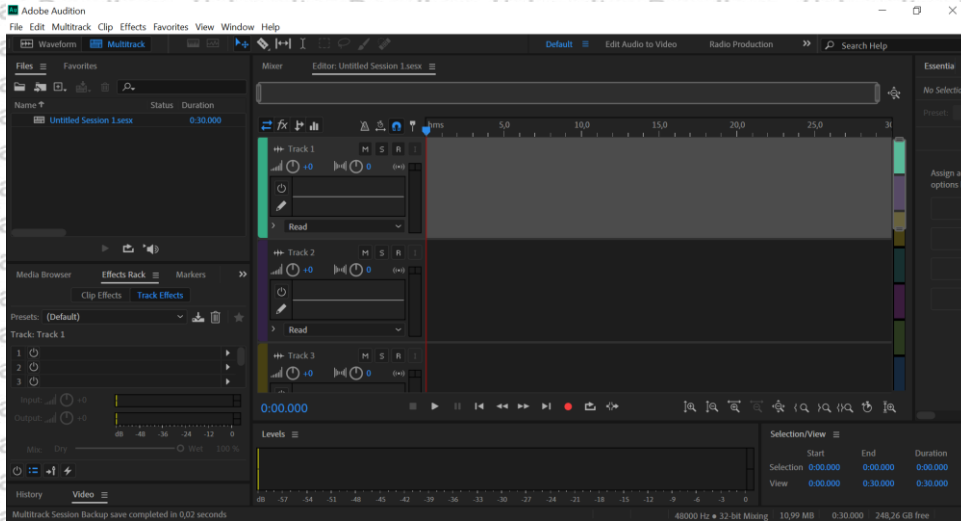 Au Adobe Audition
File Edit Multitrack Clip Effects Favorites View Window Help
Waveform Multitrack Default Edit Audio to Video Radio Production Search Help
Files Favorites
Name Status Duration
Untitled Session 1.sesx 0:30.000
Mixer Editor: Untitled Session 1.sesx
hms 5,0 10,0 15,0 20,0 25,0 30
fx
Track 1 M S R I
+0 0
Read
Track 2 M S R I
+0 0
Read
Track 3 M S R I
+0 0
0:00.000
Essentia
No Selectio
Preset:
Assign a
options
Media Browser Effects Rack Markers
Clip Effects Track Effects
Presets: (Default)
Track: Track 1
1
2
3
Input: +0
Output: +0
dB -48 -36 -24 -12 0
Mix: Dry Wet 100 %
History Video
Levels
dB -57 -54 -51 -48 -45 -42 -39 -36 -33 -30 -27 -24 -21 -18 -15 -12 -9 -6 -3 0
Selection/View
Start End Duration
Selection 0:00.000 0:00.000 0:00.000
View 0:00.000 0:30.000 0:30.000
Multitrack Session Backup save completed in 0,02 seconds
48000 Hz ● 32-bit Mixing 10,99 MB 0:30.000 248,26 GB free